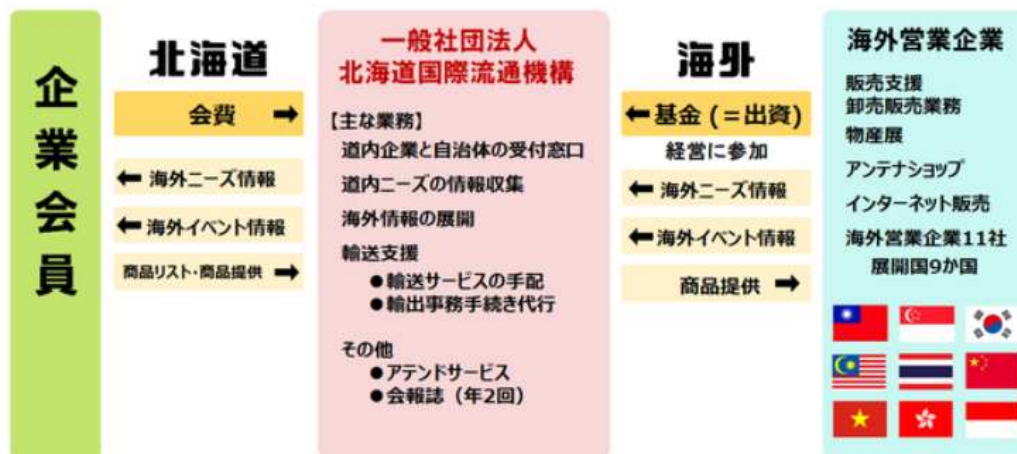 企業会員
北海道
会費 ➡
⬅ 海外ニーズ情報
⬅ 海外イベント情報
商品リスト・商品提供 ➡
一般社団法人
北海道国際流通機構
【主な業務】
道内企業と自治体の受付窓口
道内ニーズの情報収集
海外情報の展開
輸送支援
●輸送サービスの手配
●輸出事務手続き代行
その他
●アテンドサービス
●会報誌（年2回）
海外
⬅ 基金 (＝出資)
経営に参加
⬅ 海外ニーズ情報
⬅ 海外イベント情報
商品提供 ➡
海外営業企業
販売支援
卸売販売業務
物産展
アンテナショップ
インターネット販売
海外営業企業11社
展開国9か国